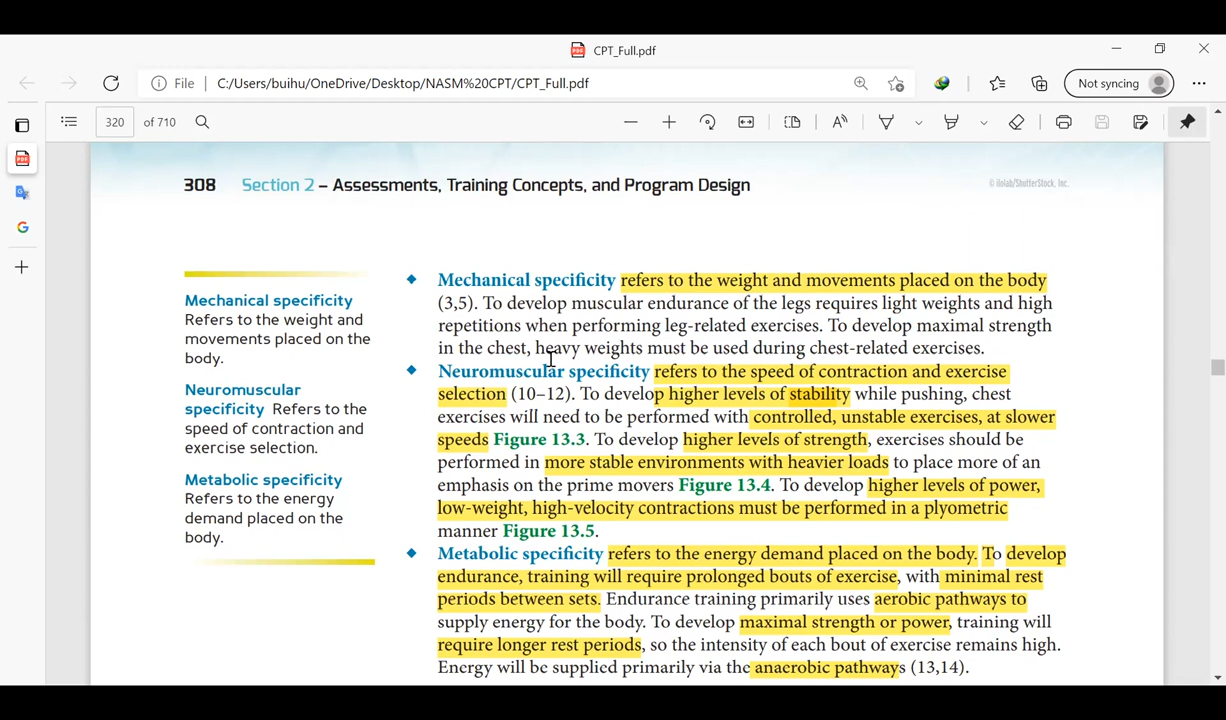 CPT_Full.pdf
File | C:/Users/buihu/OneDrive/Desktop/NASM%20CPT/CPT_Full.pdf
Not syncing
320 of 710
308 Section 2 – Assessments, Training Concepts, and Program Design
© ilolab/ShutterStock, Inc.
Mechanical specificity
Refers to the weight and
movements placed on the
body.
Neuromuscular
specificity Refers to the
speed of contraction and
exercise selection.
Metabolic specificity
Refers to the energy
demand placed on the
body.
◆ Mechanical specificity refers to the weight and movements placed on the body
(3,5). To develop muscular endurance of the legs requires light weights and high
repetitions when performing leg-related exercises. To develop maximal strength
in the chest, heavy weights must be used during chest-related exercises.
◆ Neuromuscular specificity refers to the speed of contraction and exercise
selection (10–12). To develop higher levels of stability while pushing, chest
exercises will need to be performed with controlled, unstable exercises, at slower
speeds Figure 13.3. To develop higher levels of strength, exercises should be
performed in more stable environments with heavier loads to place more of an
emphasis on the prime movers Figure 13.4. To develop higher levels of power,
low-weight, high-velocity contractions must be performed in a plyometric
manner Figure 13.5.
◆ Metabolic specificity refers to the energy demand placed on the body. To develop
endurance, training will require prolonged bouts of exercise, with minimal rest
periods between sets. Endurance training primarily uses aerobic pathways to
supply energy for the body. To develop maximal strength or power, training will
require longer rest periods, so the intensity of each bout of exercise remains high.
Energy will be supplied primarily via the anaerobic pathways (13,14).